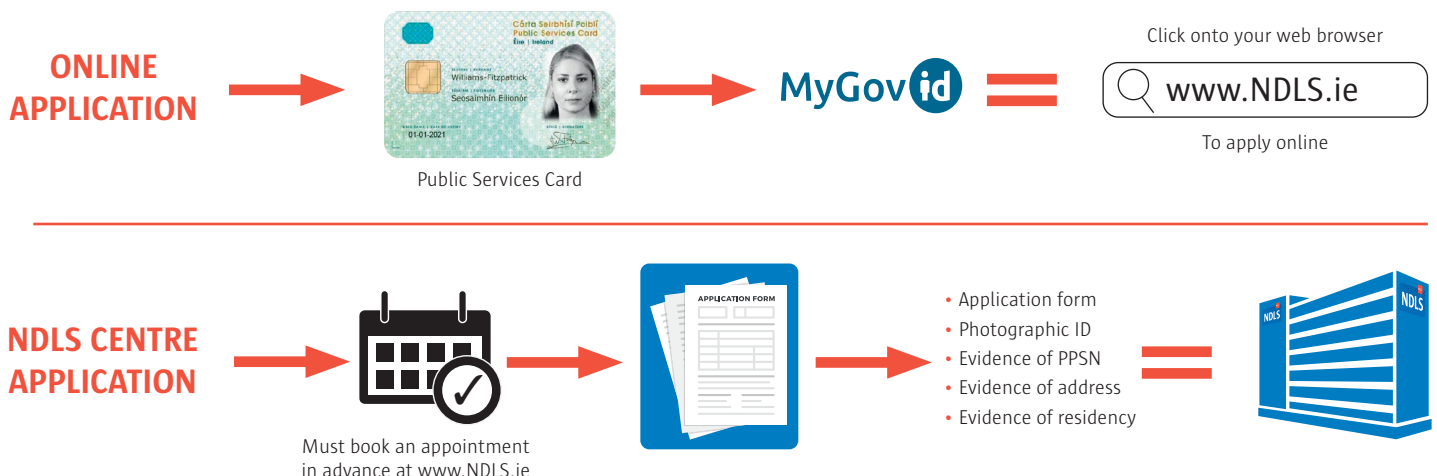 ONLINE
APPLICATION
Cárta Seirbhísí Poiblí
Public Services Card
Éire | Ireland
Williams-Fitzpatrick
Seosaimhín Eilíonór
01-01-2021
Public Services Card
MyGovid
Click onto your web browser
www.NDLS.ie
To apply online
NDLS CENTRE
APPLICATION
Must book an appointment
in advance at www.NDLS.ie
APPLICATION FORM
• Application form
• Photographic ID
• Evidence of PPSN
• Evidence of address
• Evidence of residency
NDLS
NDLS